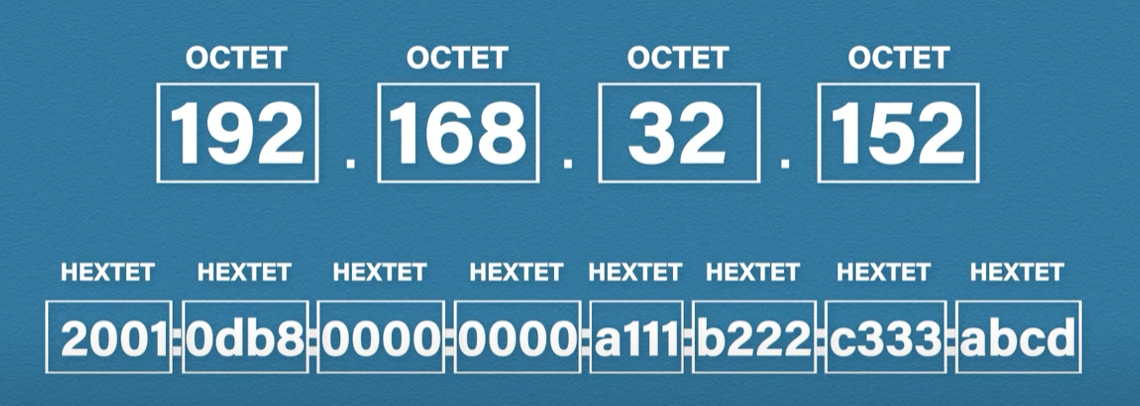 OCTET OCTET OCTET OCTET
192 . 168 . 32 . 152
HEXTET HEXTET HEXTET HEXTET HEXTET HEXTET HEXTET HEXTET
2001:0db8:0000:0000:a111:b222:c333:abcd